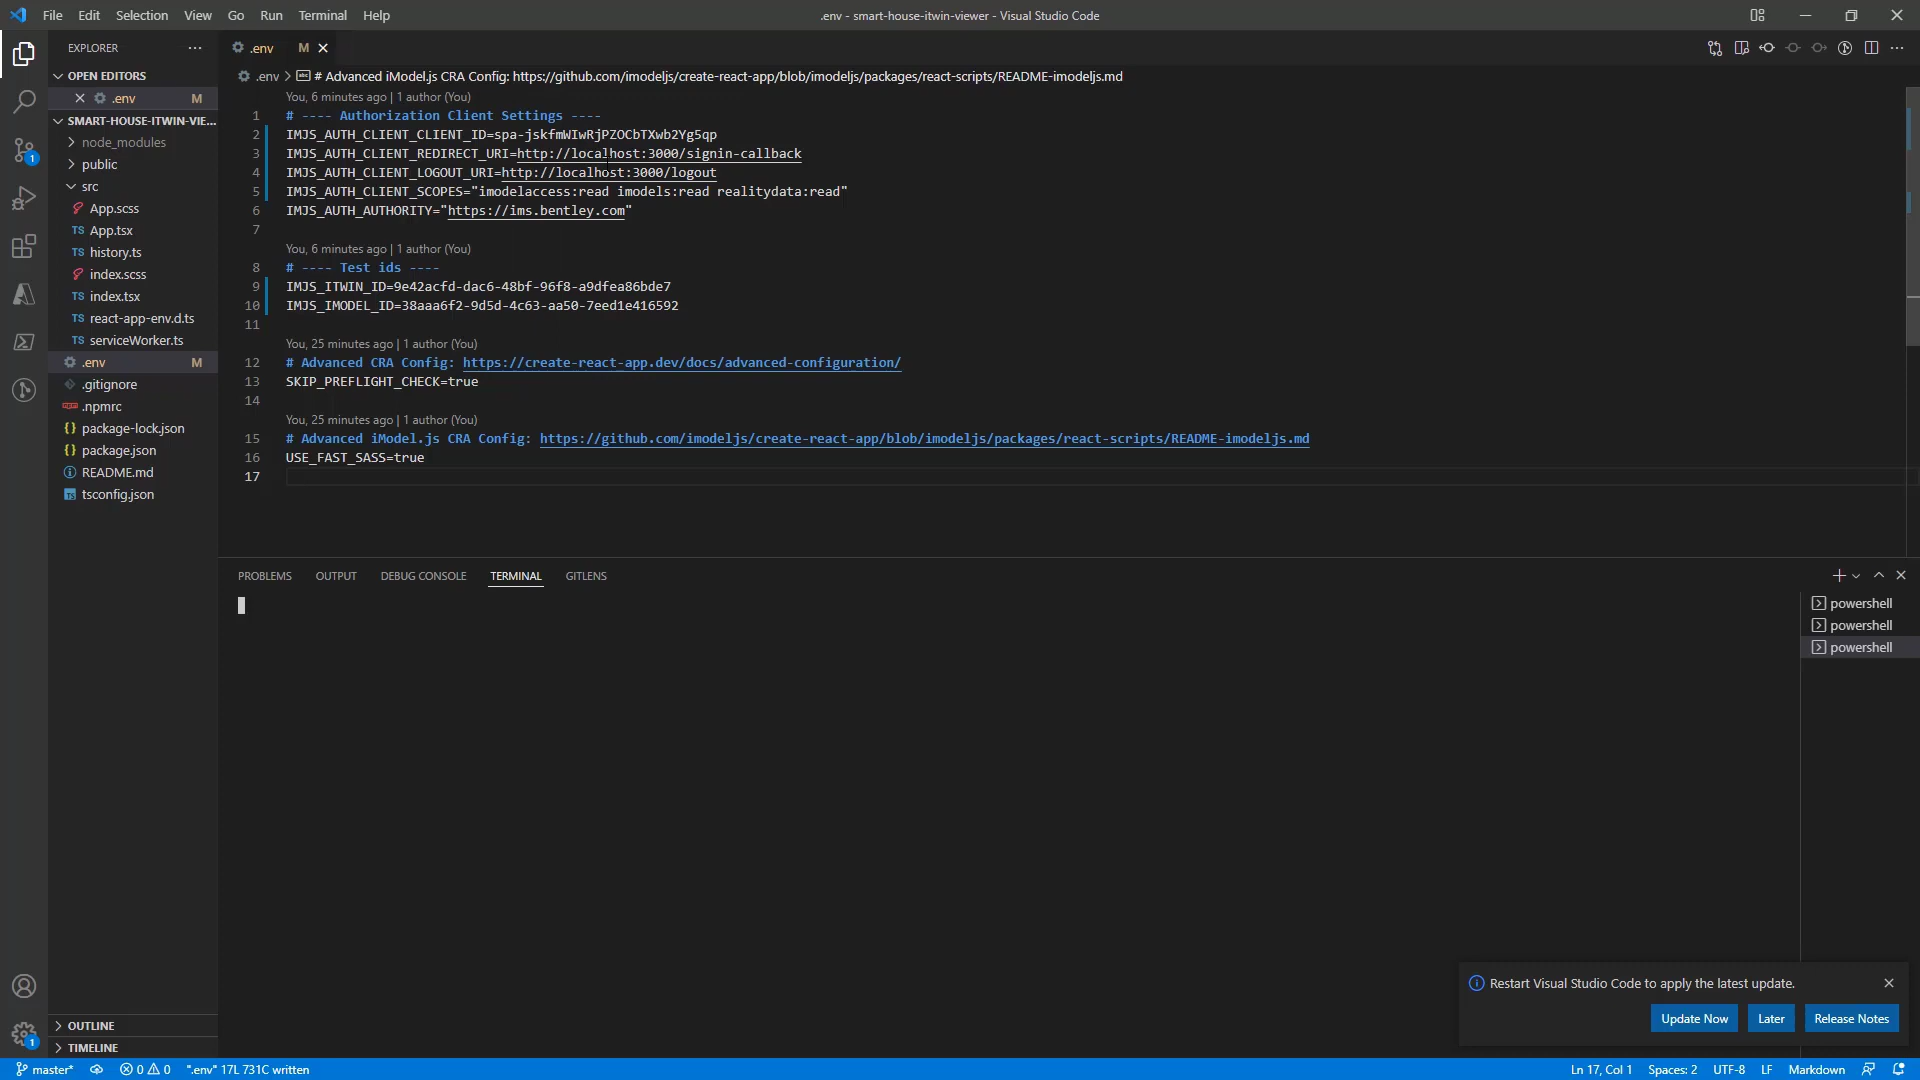 File Edit Selection View Go Run Terminal Help
.env - smart-house-itwin-viewer - Visual Studio Code
EXPLORER
OPEN EDITORS
.env M
SMART-HOUSE-ITWIN-VIE...
node_modules
public
src
App.scss
App.tsx
history.ts
index.scss
index.tsx
react-app-env.d.ts
serviceWorker.ts
.env M
.gitignore
.npmrc
package-lock.json
package.json
README.md
tsconfig.json
OUTLINE
TIMELINE
.env M
.env > # Advanced iModel.js CRA Config: https://github.com/imodeljs/create-react-app/blob/imodeljs/packages/react-scripts/README-imodeljs.md
You, 6 minutes ago | 1 author (You)
1 # ---- Authorization Client Settings ----
2 IMJS_AUTH_CLIENT_CLIENT_ID=spa-jskfmWIwRjPZOCbTXwb2Yg5qp
3 IMJS_AUTH_CLIENT_REDIRECT_URI=http://localhost:3000/signin-callback
4 IMJS_AUTH_CLIENT_LOGOUT_URI=http://localhost:3000/logout
5 IMJS_AUTH_CLIENT_SCOPES="imodelaccess:read imodels:read realitydata:read"
6 IMJS_AUTH_AUTHORITY="https://ims.bentley.com"
7
You, 6 minutes ago | 1 author (You)
8 # ---- Test ids ----
9 IMJS_ITWIN_ID=9e42acfd-dac6-48bf-96f8-a9dfea86bde7
10 IMJS_IMODEL_ID=38aaa6f2-9d5d-4c63-aa50-7eed1e416592
11
You, 25 minutes ago | 1 author (You)
12 # Advanced CRA Config: https://create-react-app.dev/docs/advanced-configuration/
13 SKIP_PREFLIGHT_CHECK=true
14
You, 25 minutes ago | 1 author (You)
15 # Advanced iModel.js CRA Config: https://github.com/imodeljs/create-react-app/blob/imodeljs/packages/react-scripts/README-imodeljs.md
16 USE_FAST_SASS=true
17
PROBLEMS OUTPUT DEBUG CONSOLE TERMINAL GITLENS
powershell
powershell
powershell
Restart Visual Studio Code to apply the latest update.
Update Now Later Release Notes
1
1
master* 0 0 ".env" 17L 731C written
Ln 17, Col 1 Spaces: 2 UTF-8 LF Markdown